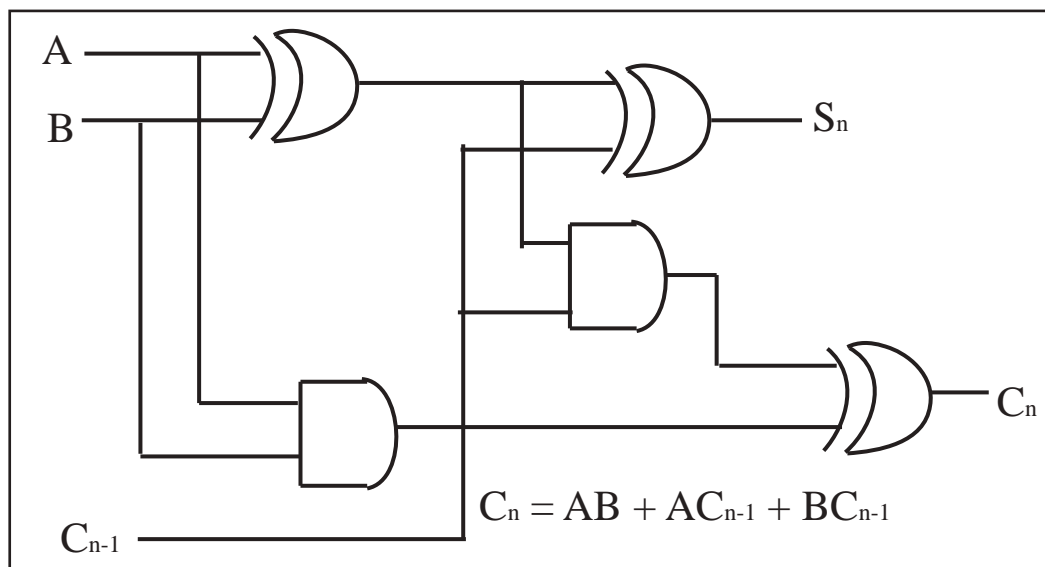 A
B
Sₙ
Cₙ
Cₙ = AB + ACₙ₋₁ + BCₙ₋₁
Cₙ₋₁